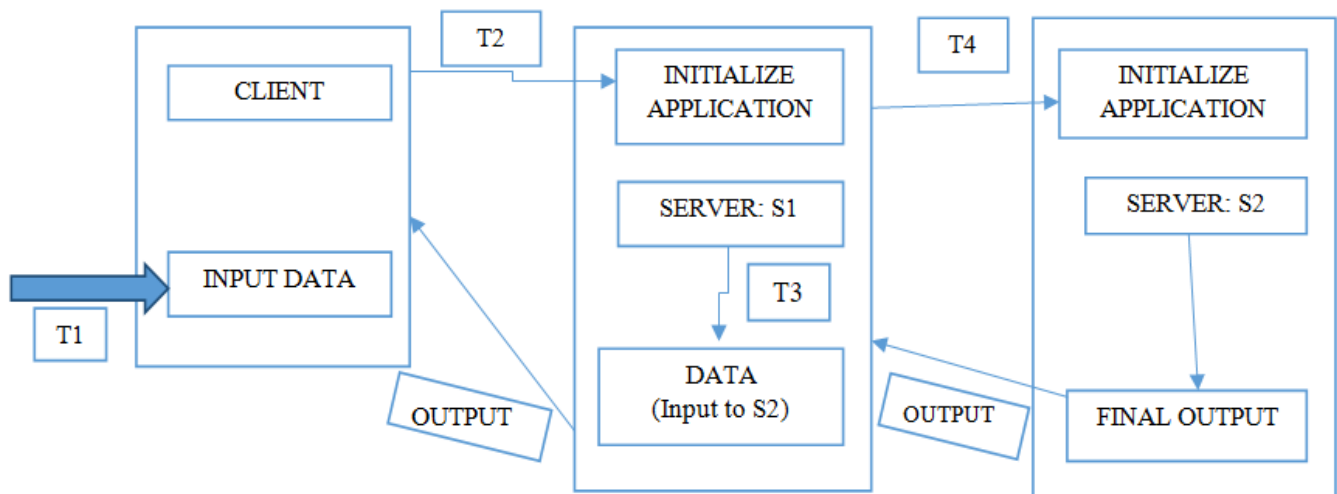 T2
T4
CLIENT
INITIALIZE
APPLICATION
INITIALIZE
APPLICATION
SERVER: S1
SERVER: S2
INPUT DATA
T3
T1
DATA
(Input to S2)
OUTPUT
OUTPUT
FINAL OUTPUT